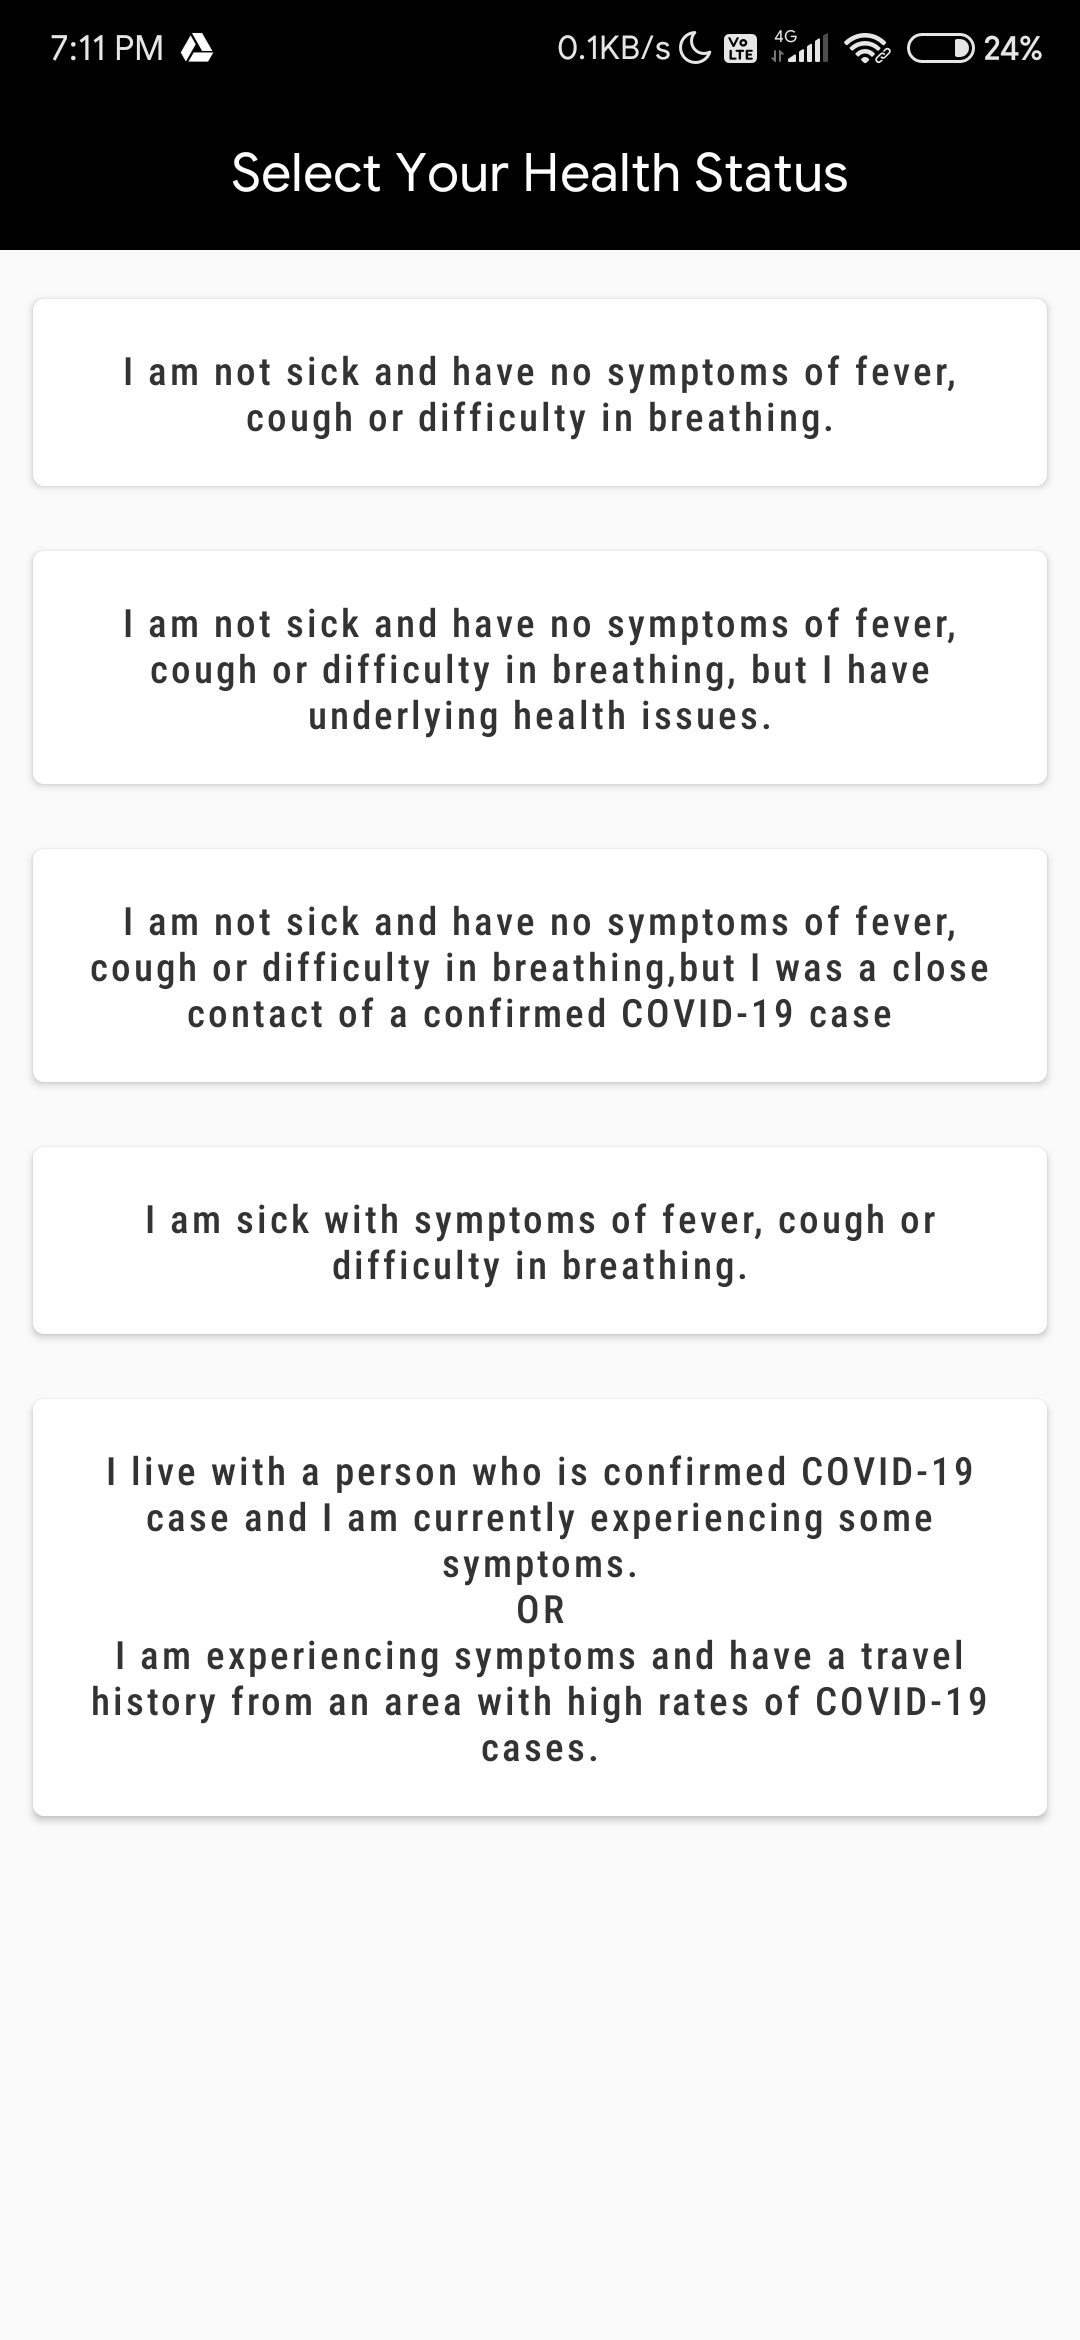 7:11 PM 0.1KB/s Vo LTE 4G 24%
Select Your Health Status
I am not sick and have no symptoms of fever,
cough or difficulty in breathing.
I am not sick and have no symptoms of fever,
cough or difficulty in breathing, but I have
underlying health issues.
I am not sick and have no symptoms of fever,
cough or difficulty in breathing,but I was a close
contact of a confirmed COVID-19 case
I am sick with symptoms of fever, cough or
difficulty in breathing.
I live with a person who is confirmed COVID-19
case and I am currently experiencing some
symptoms.
OR
I am experiencing symptoms and have a travel
history from an area with high rates of COVID-19
cases.